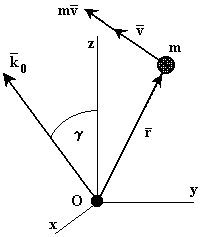 mv̅ v̅ m
z
k̅₀
γ r̅
O y
x